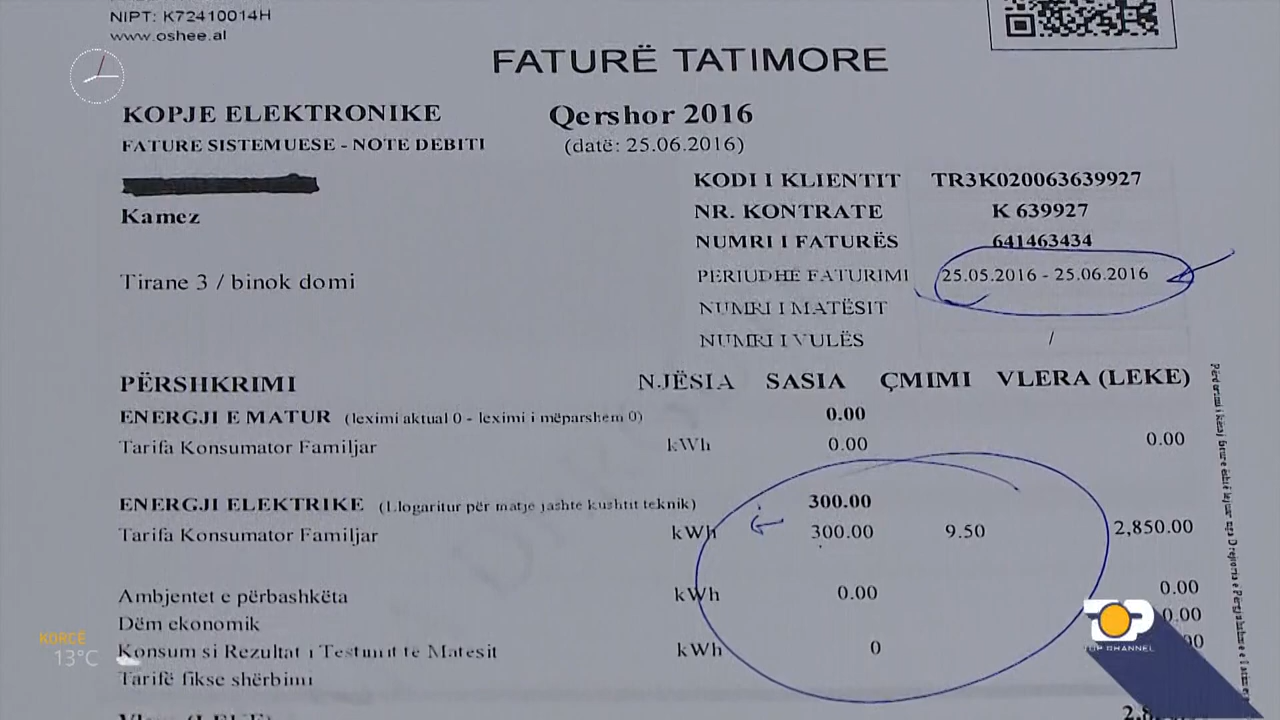 NIPT: K72410014H
www.oshee.al
FATURË TATIMORE
KOPJE ELEKTRONIKE
Qershor 2016
FATURE SISTEMUESE - NOTE DEBITI
(datë: 25.06.2016)
KODI I KLIENTIT TR3K020063639927
Kamez
NR. KONTRATE K 639927
NUMRI I FATURËS 641463434
PERIUDHE FATURIMI 25.05.2016 - 25.06.2016
Tirane 3 / binok domi
NUMRI I MATËSIT
NUMRI I VULËS /
PËRSHKRIMI NJËSIA SASIA ÇMIMI VLERA (LEKE)
ENERGJI E MATUR (leximi aktual 0 - leximi i mëparshem 0) 0.00
Tarifa Konsumator Familjar kWh 0.00 0.00
ENERGJI ELEKTRIKE (Llogaritur për matje jashte kushtit teknik) 300.00
Tarifa Konsumator Familjar kWh 300.00 9.50 2,850.00
Ambjentet e përbashkëta kWh 0.00 0.00
Dëm ekonomik 0.00
Konsum si Rezultat i Testimit të Matesit kWh 0 00
Tarifë fikse shërbimi
KORÇË
13°C
TOP CHANNEL